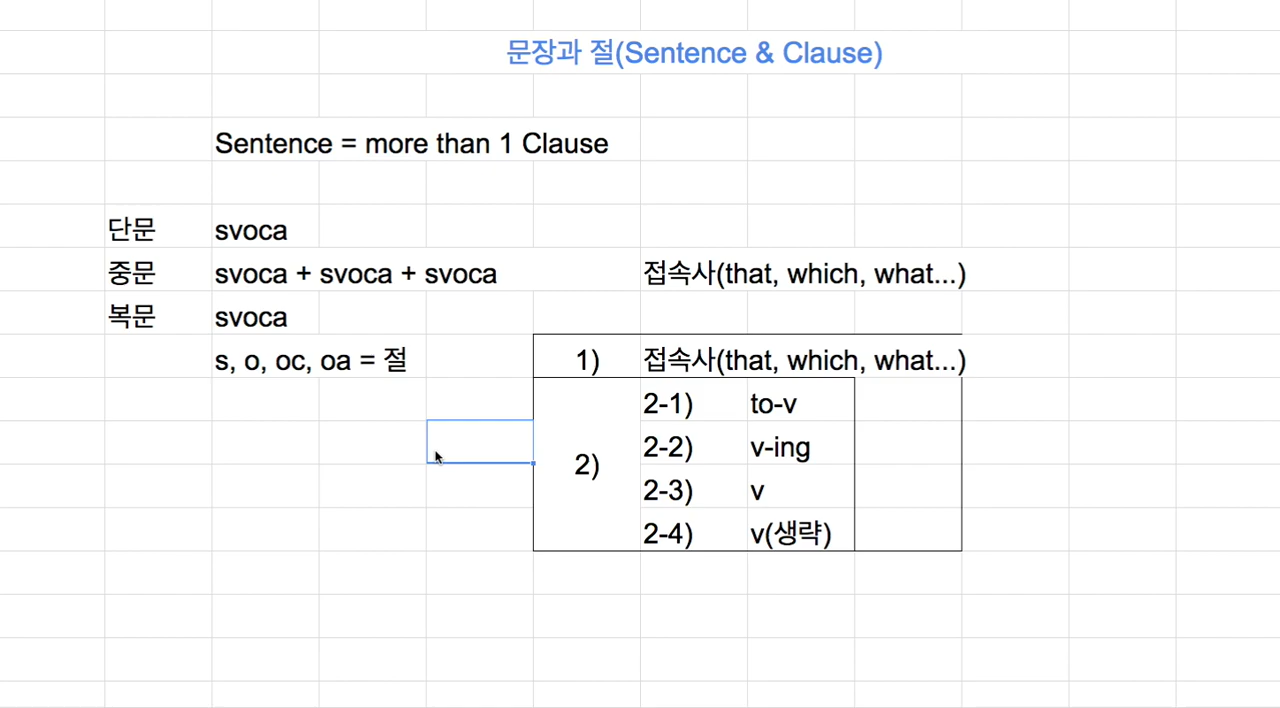 문장과 절(Sentence & Clause)
Sentence = more than 1 Clause
단문 svoca
중문 svoca + svoca + svoca 접속사(that, which, what...)
복문 svoca
s, o, oc, oa = 절 1) 접속사(that, which, what...)
2-1) to-v
2-2) v-ing
2)
2-3) v
2-4) v(생략)